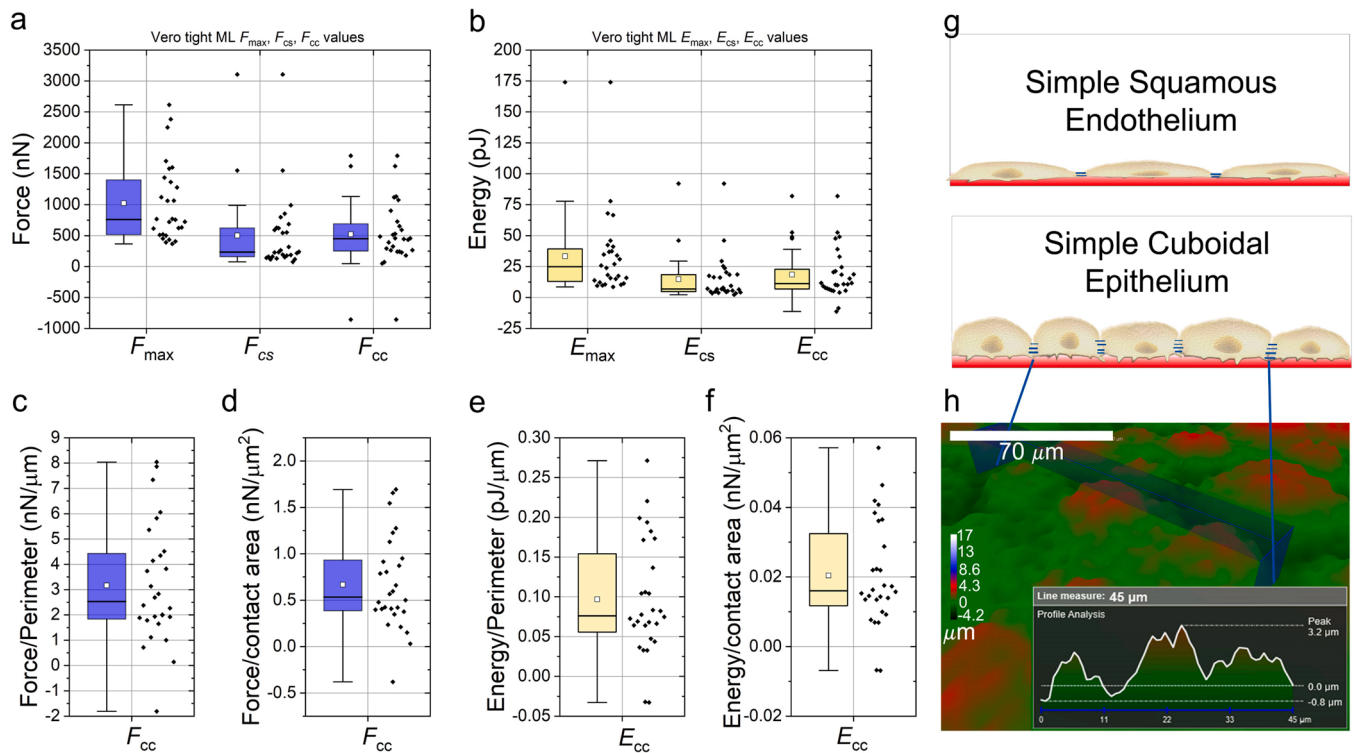 a
Vero tight ML Fmax, Fcs, Fcc values
Force (nN)
3500
3000
2500
2000
1500
1000
500
0
-500
-1000
Fmax
Fcs
Fcc
b
Vero tight ML Emax, Ecs, Ecc values
Energy (pJ)
200
175
150
125
100
75
50
25
0
-25
Emax
Ecs
Ecc
g
Simple Squamous
Endothelium
Simple Cuboidal
Epithelium
c
Force/Perimeter (nN/μm)
9
8
7
6
5
4
3
2
1
0
-1
-2
Fcc
d
Force/contact area (nN/μm²)
2.0
1.5
1.0
0.5
0.0
-0.5
Fcc
e
Energy/Perimeter (pJ/μm)
0.30
0.25
0.20
0.15
0.10
0.05
0.00
-0.05
Ecc
f
Energy/contact area (nN/μm²)
0.06
0.04
0.02
0.00
-0.02
Ecc
h
70 μm
17
13
8.6
4.3
0
-4.2
μm
Line measure: 45 μm
Profile Analysis
Peak
3.2 μm
0.0 μm
-0.8 μm
0 11 22 33 45 μm